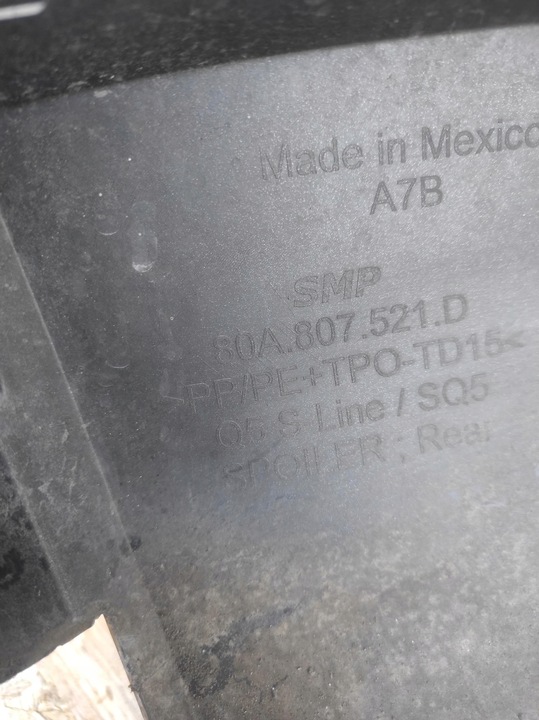 Made in Mexico
A7B
SMP
80A.807.521.D
>PP/PE+TPO-TD15<
Q5 S Line / SQ5
SPOILER ; Rear